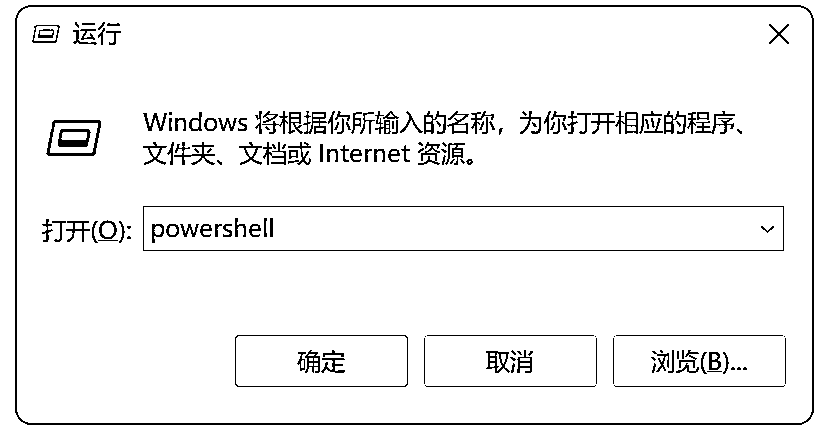 运行
Windows 将根据你所输入的名称，为你打开相应的程序、
文件夹、文档或 Internet 资源。
打开(O): powershell
确定 取消 浏览(B)...